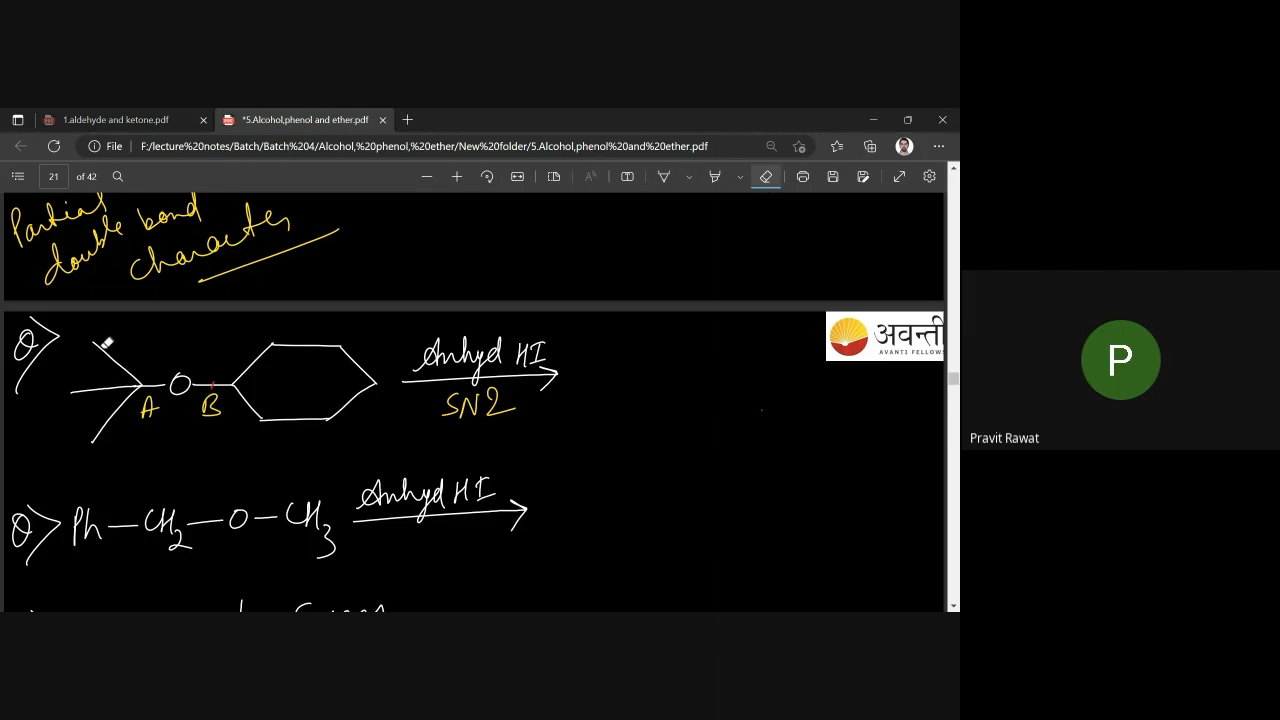 1.aldehyde and ketone.pdf
*5.Alcohol,phenol and ether.pdf
File
F:/lecture%20notes/Batch/Batch%204/Alcohol,%20phenol,%20ether/New%20folder/5.Alcohol,phenol%20and%20ether.pdf
21 of 42
Partial
double bond
character
Q> O A B Anhyd HI
SN2
अवन्ती
AVANTI FELLOWS
Q> Ph—CH2—O—CH3 Anhyd HI
P
Pravit Rawat